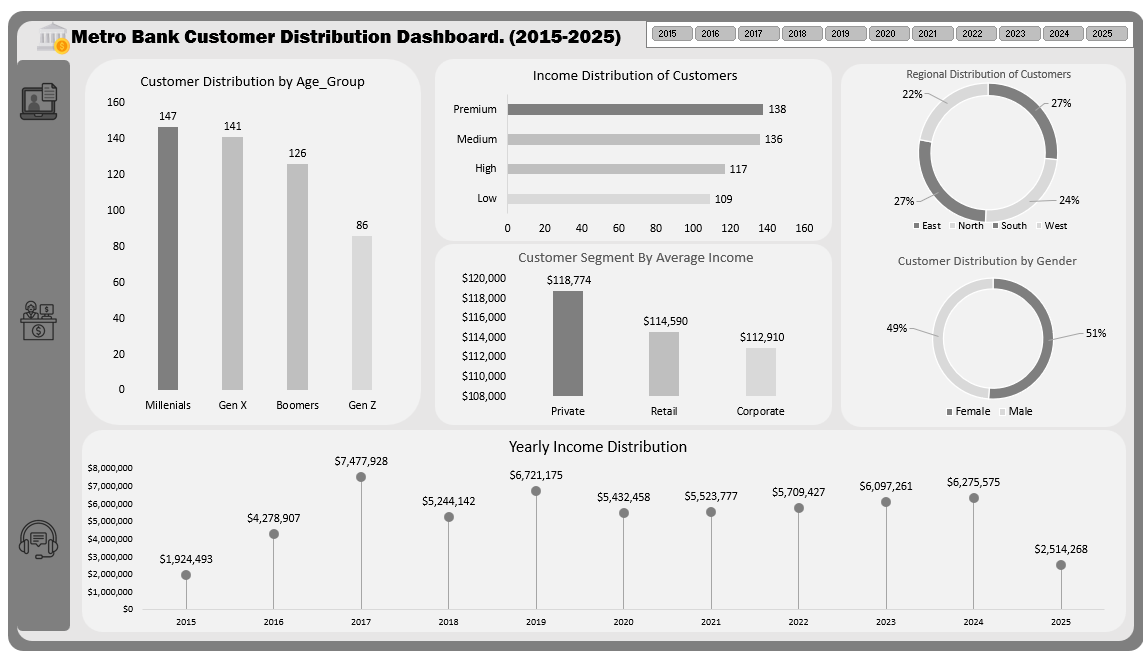 Metro Bank Customer Distribution Dashboard. (2015-2025)
2015 2016 2017 2018 2019 2020 2021 2022 2023 2024 2025
Customer Distribution by Age_Group
160
140
120
100
80
60
40
20
0
147
141
126
86
Millenials Gen X Boomers Gen Z
Income Distribution of Customers
Premium 138
Medium 136
High 117
Low 109
0 20 40 60 80 100 120 140 160
Customer Segment By Average Income
$120,000
$118,000
$116,000
$114,000
$112,000
$110,000
$108,000
$118,774
$114,590
$112,910
Private Retail Corporate
Regional Distribution of Customers
22%
27%
27%
24%
East North South West
Customer Distribution by Gender
49%
51%
Female Male
Yearly Income Distribution
$8,000,000
$7,000,000
$6,000,000
$5,000,000
$4,000,000
$3,000,000
$2,000,000
$1,000,000
$0
$1,924,493
$4,278,907
$7,477,928
$5,244,142
$6,721,175
$5,432,458
$5,523,777
$5,709,427
$6,097,261
$6,275,575
$2,514,268
2015 2016 2017 2018 2019 2020 2021 2022 2023 2024 2025